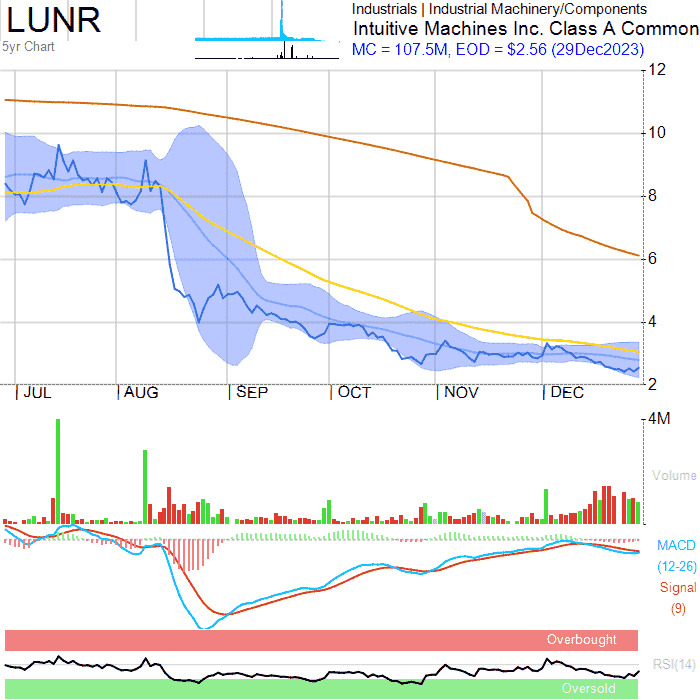 LUNR
5yr Chart
Industrials | Industrial Machinery/Components
Intuitive Machines Inc. Class A Common
MC = 107.5M, EOD = $2.56 (29Dec2023)
12
10
8
6
4
2
JUL AUG SEP OCT NOV DEC
4M
Volume
MACD
(12-26)
Signal
(9)
Overbought
RSI(14)
Oversold